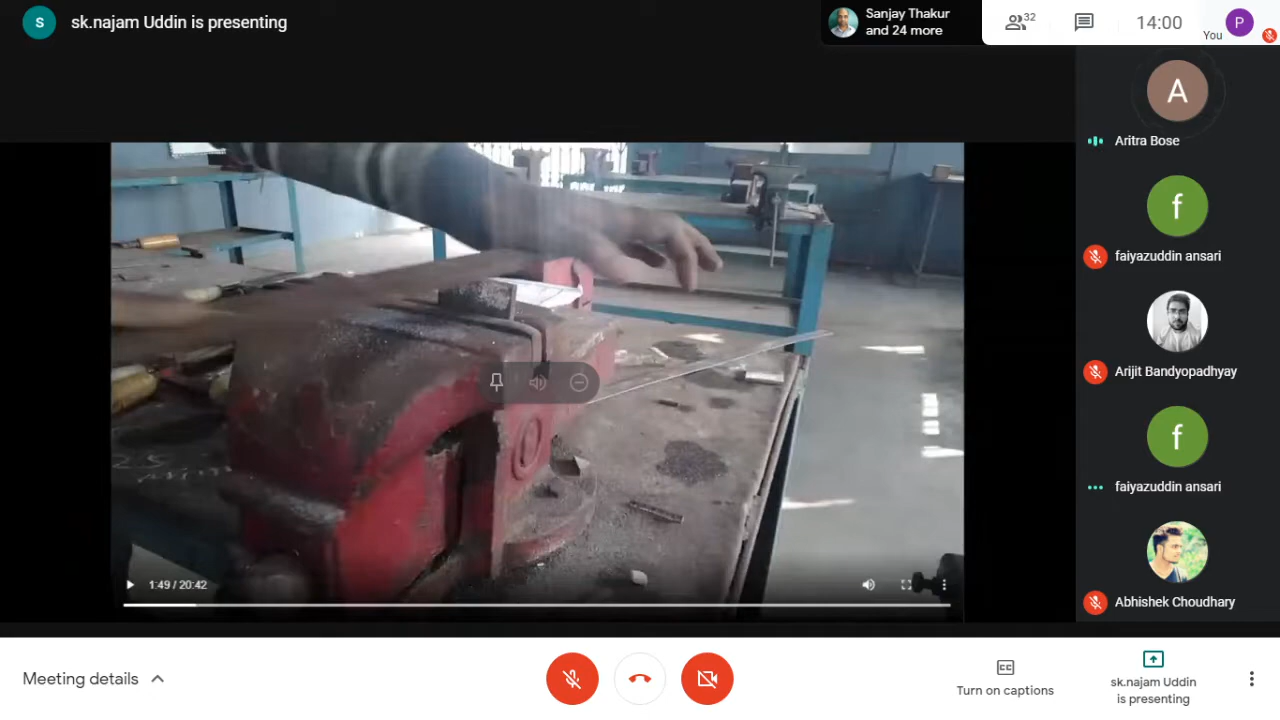 S
sk.najam Uddin is presenting
Sanjay Thakur
and 24 more
32
14:00
You
P
A
Aritra Bose
f
faiyazuddin ansari
Arijit Bandyopadhyay
f
faiyazuddin ansari
Abhishek Choudhary
1:49 / 20:42
Meeting details
CC
Turn on captions
sk.najam Uddin
is presenting